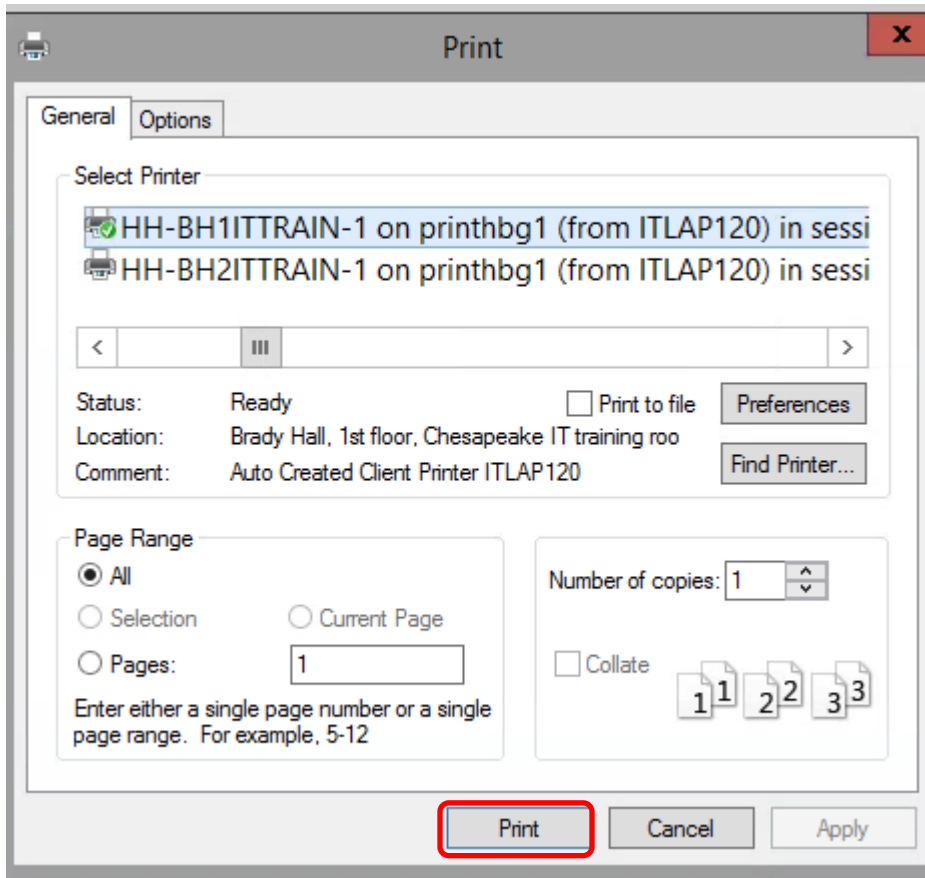 Print
x
General Options
Select Printer
HH-BH1ITTRAIN-1 on printhbg1 (from ITLAP120) in sessi
HH-BH2ITTRAIN-1 on printhbg1 (from ITLAP120) in sessi
Status: Ready Print to file Preferences
Location: Brady Hall, 1st floor, Chesapeake IT training roo
Comment: Auto Created Client Printer ITLAP120 Find Printer...
Page Range
All
Number of copies: 1
Selection Current Page
Pages: 1
Collate
1 1 2 2 3 3
Enter either a single page number or a single
page range. For example, 5-12
Print Cancel Apply